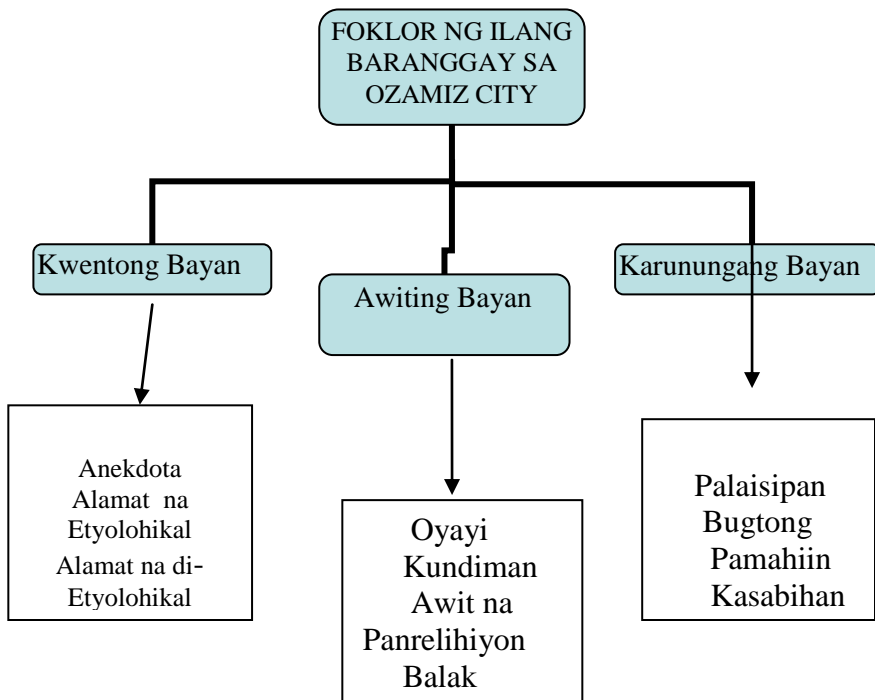 FOKLOR NG ILANG
BARANGGAY SA
OZAMIZ CITY
Kwentong Bayan
Awiting Bayan
Karunungang Bayan
Anekdota
Alamat na
Etyolohikal
Alamat na di-
Etyolohikal
Oyayi
Kundiman
Awit na
Panrelihiyon
Balak
Palaisipan
Bugtong
Pamahiin
Kasabihan